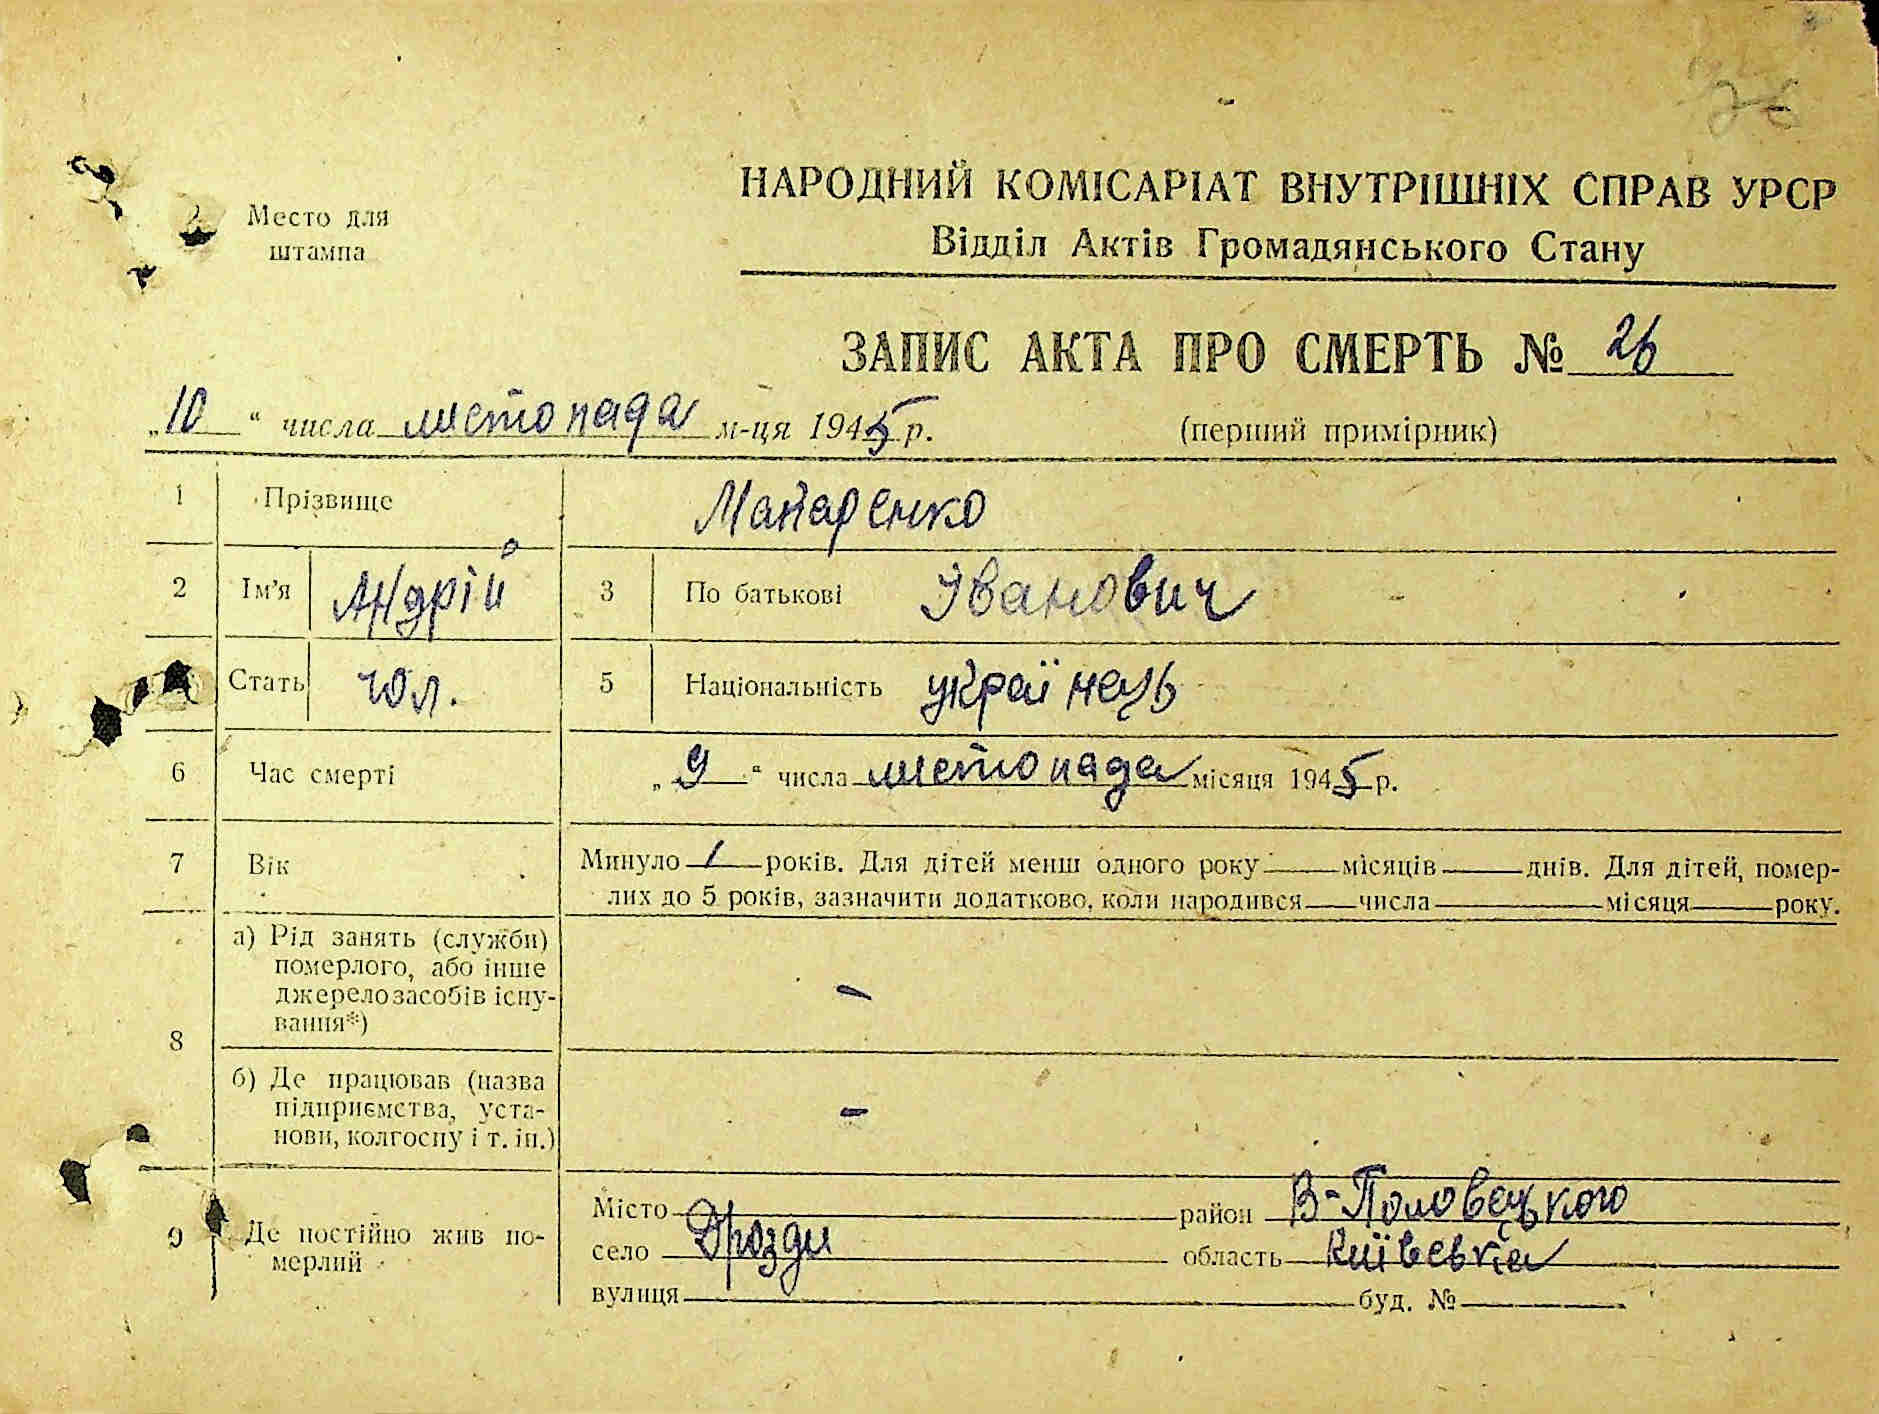 26
НАРОДНИЙ КОМІСАРІАТ ВНУТРІШНІХ СПРАВ УРСР
Відділ Актів Громадянського Стану
Место для
штампа
ЗАПИС АКТА ПРО СМЕРТЬ № 26
„10“ числа листопада м-ця 1945 р.
(перший примірник)
1 Прізвище Макаренко
2 Ім'я Андрій 3 По батькові Іванович
Стать чол. 5 Національність українець
6 Час смерті „9“ числа листопада місяця 1945 р.
7 Вік Минуло 1 років. Для дітей менш одного року — місяців — днів. Для дітей, помер-
лих до 5 років, зазначити додатково, коли народився — числа — місяця — року.
8 а) Рід занять (служби)
померлого, або інше
джерело засобів існу-
вання*) -
б) Де працював (назва
підприємства, уста-
нови, колгоспу і т. ін.) -
9 Де постійно жив по-
мерлий
Місто район В-Половецького
село Дрозди область Київська
вулиця буд. №